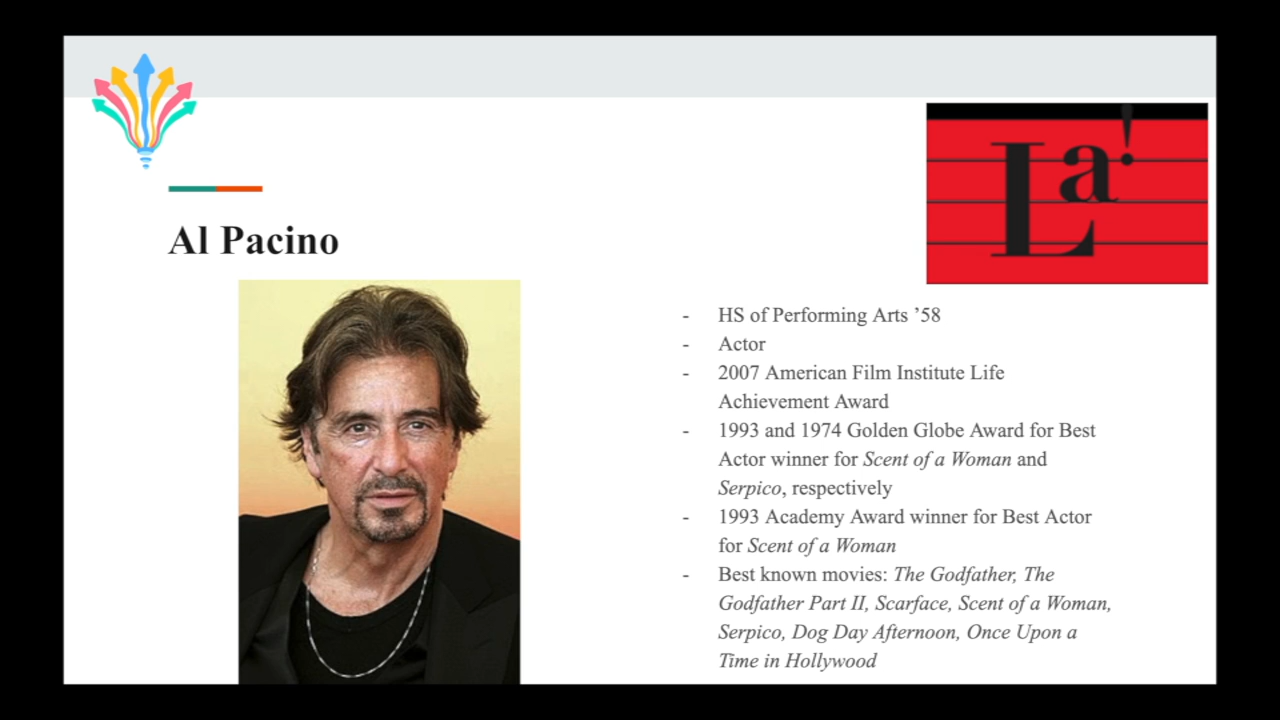 La!
Al Pacino
- HS of Performing Arts ’58
- Actor
- 2007 American Film Institute Life
Achievement Award
- 1993 and 1974 Golden Globe Award for Best
Actor winner for Scent of a Woman and
Serpico, respectively
- 1993 Academy Award winner for Best Actor
for Scent of a Woman
- Best known movies: The Godfather, The
Godfather Part II, Scarface, Scent of a Woman,
Serpico, Dog Day Afternoon, Once Upon a
Time in Hollywood